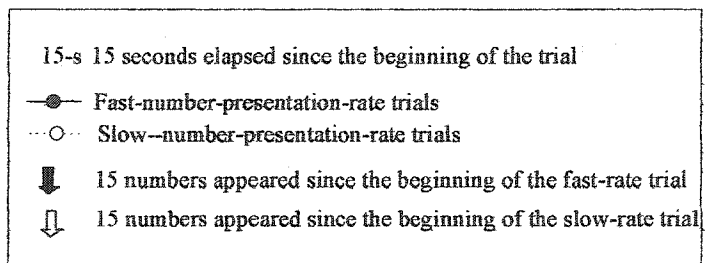 15-s 15 seconds elapsed since the beginning of the trial
Fast-number-presentation-rate trials
Slow--number-presentation-rate trials
15 numbers appeared since the beginning of the fast-rate trial
15 numbers appeared since the beginning of the slow-rate trial